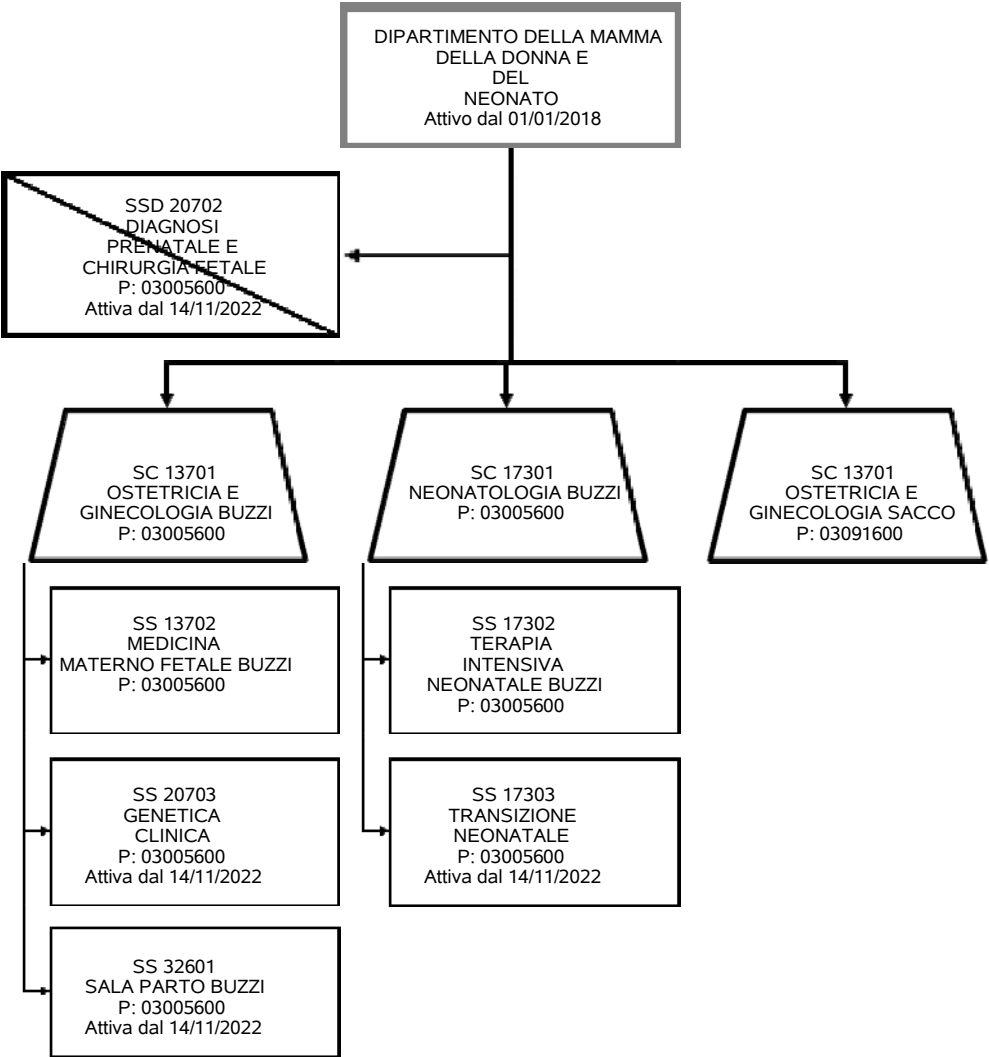 DIPARTIMENTO DELLA MAMMA
DELLA DONNA E
DEL
NEONATO
Attivo dal 01/01/2018
SSD 20702
DIAGNOSI
PRENATALE E
CHIRURGIA FETALE
P: 03005600
Attiva dal 14/11/2022
SC 13701
OSTETRICIA E
GINECOLOGIA BUZZI
P: 03005600
SC 17301
NEONATOLOGIA BUZZI
P: 03005600
SC 13701
OSTETRICIA E
GINECOLOGIA SACCO
P: 03091600
SS 13702
MEDICINA
MATERNO FETALE BUZZI
P: 03005600
SS 17302
TERAPIA
INTENSIVA
NEONATALE BUZZI
P: 03005600
SS 20703
GENETICA
CLINICA
P: 03005600
Attiva dal 14/11/2022
SS 17303
TRANSIZIONE
NEONATALE
P: 03005600
Attiva dal 14/11/2022
SS 32601
SALA PARTO BUZZI
P: 03005600
Attiva dal 14/11/2022